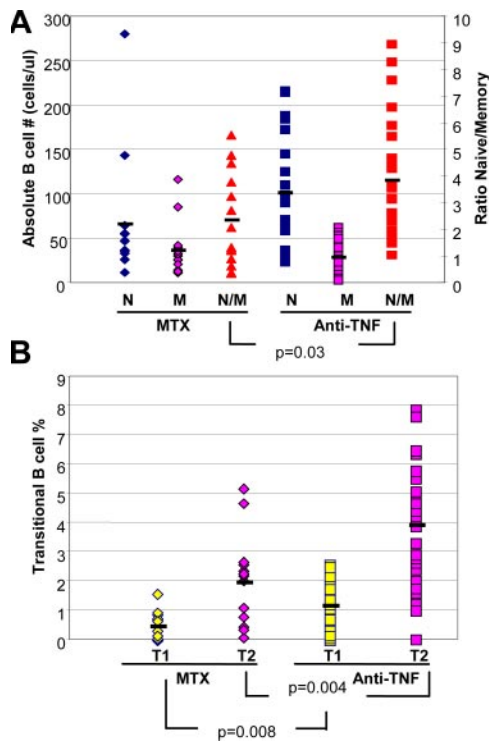 A
Absolute B cell # (cells/ul)
300
250
200
150
100
50
0
Ratio Naive/Memory
10
9
8
7
6
5
4
3
2
1
0
N M N/M N M N/M
MTX Anti-TNF
p=0.03
B
Transitional B cell %
9
8
7
6
5
4
3
2
1
0
T1 T2 T1 T2
MTX Anti-TNF
p=0.004
p=0.008